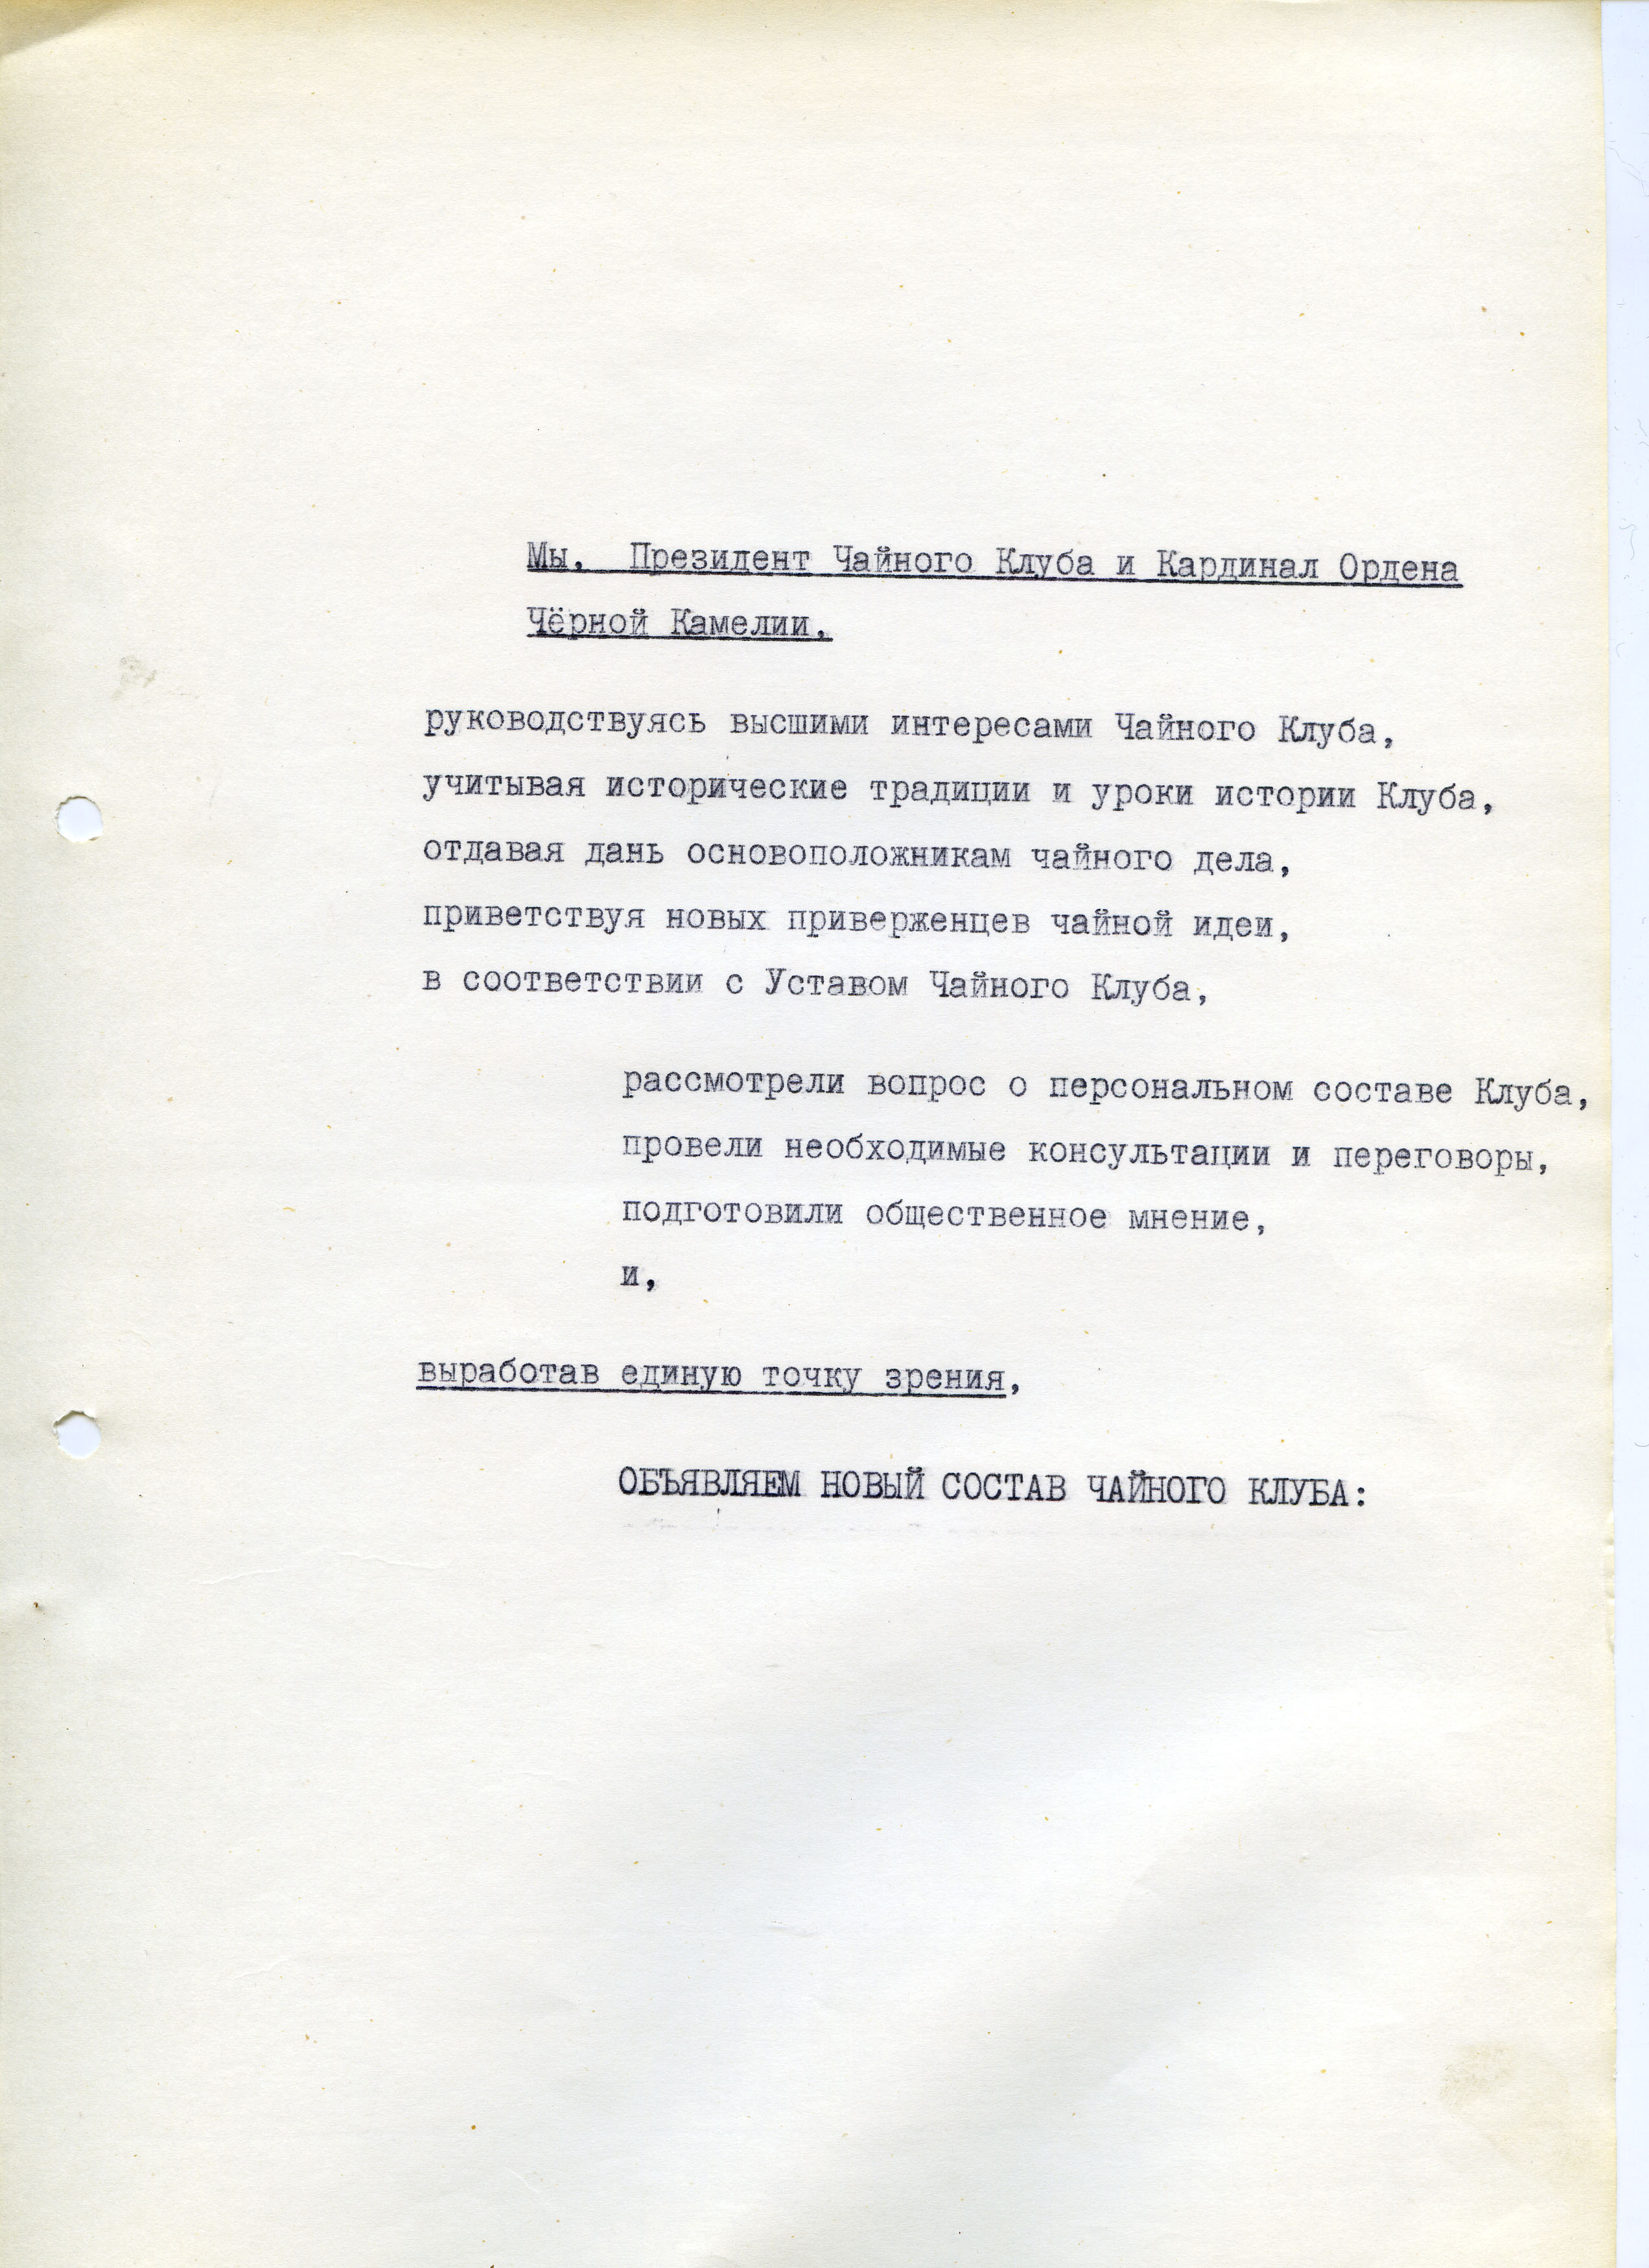 Мы, Президент Чайного Клуба и Кардинал Ордена
Чёрной Камелии,
руководствуясь высшими интересами Чайного Клуба,
учитывая исторические традиции и уроки истории Клуба,
отдавая дань основоположникам чайного дела,
приветствуя новых приверженцев чайной идеи,
в соответствии с Уставом Чайного Клуба,
рассмотрели вопрос о персональном составе Клуба,
провели необходимые консультации и переговоры,
подготовили общественное мнение,
и,
выработав единую точку зрения,
ОБЪЯВЛЯЕМ НОВЫЙ СОСТАВ ЧАЙНОГО КЛУБА: